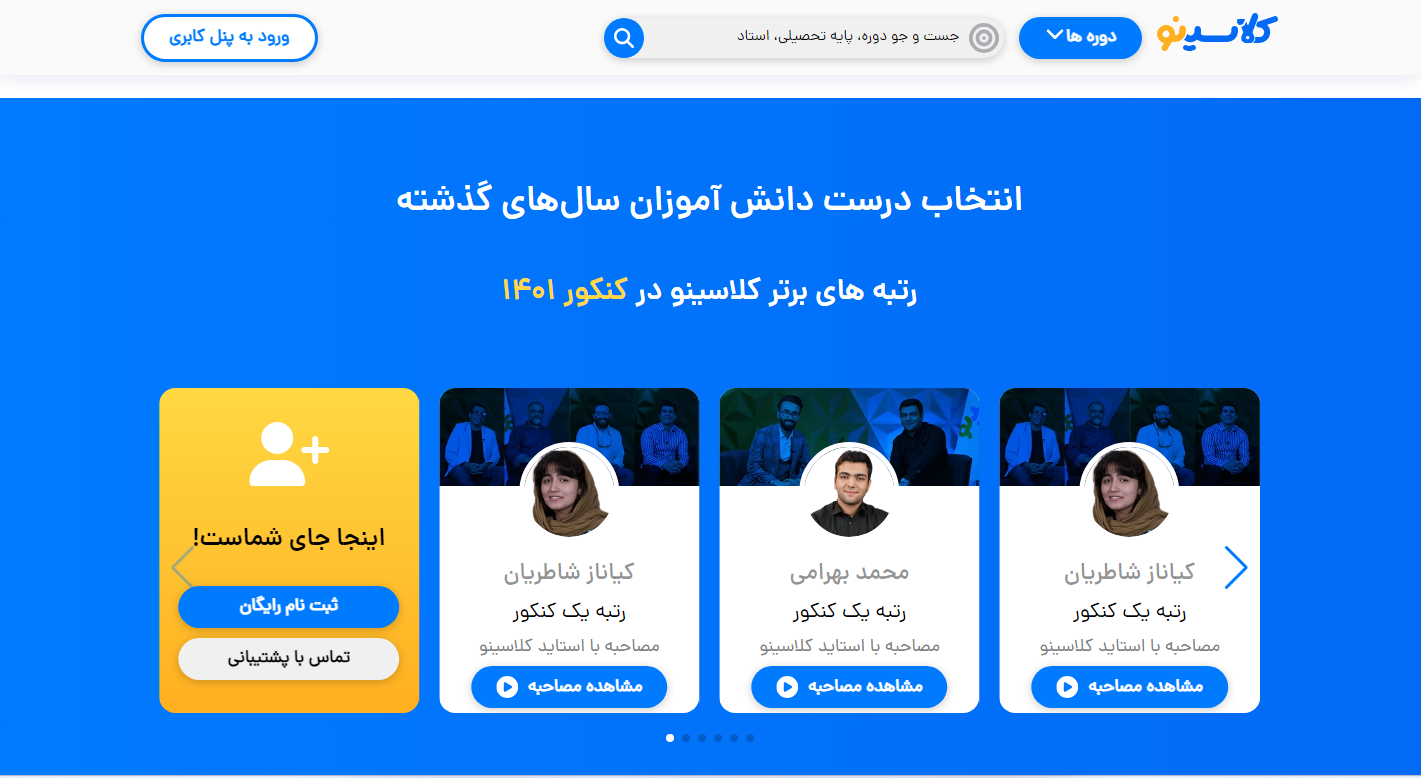 کلاسینو
دوره ها
جست و جو دوره، پایه تحصیلی، استاد
ورود به پنل کابری
انتخاب درست دانش آموزان سال‌های گذشته
رتبه های برتر کلاسینو در کنکور ۱۴۰۱
کیاناز شاطریان
رتبه یک کنکور
مصاحبه با استاید کلاسینو
مشاهده مصاحبه
محمد بهرامی
رتبه یک کنکور
مصاحبه با استاید کلاسینو
مشاهده مصاحبه
کیاناز شاطریان
رتبه یک کنکور
مصاحبه با استاید کلاسینو
مشاهده مصاحبه
اینجا جای شماست!
ثبت نام رایگان
تماس با پشتیبانی